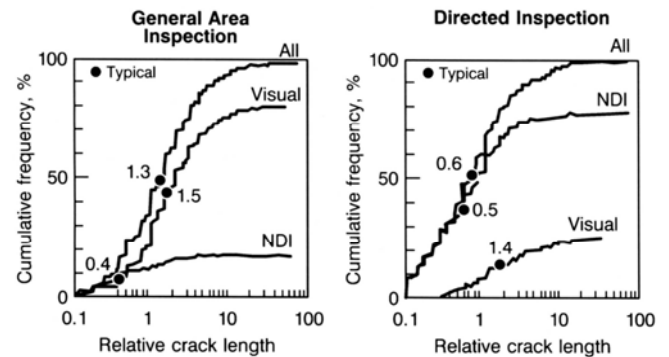 General Area
Inspection
Cumulative frequency, %
100
50
0
● Typical
All
Visual
NDI
1.3
1.5
0.4
0.1
1
10
100
Relative crack length
Directed Inspection
Cumulative frequency, %
100
50
0
● Typical
All
NDI
Visual
0.6
0.5
1.4
0.1
1
10
100
Relative crack length